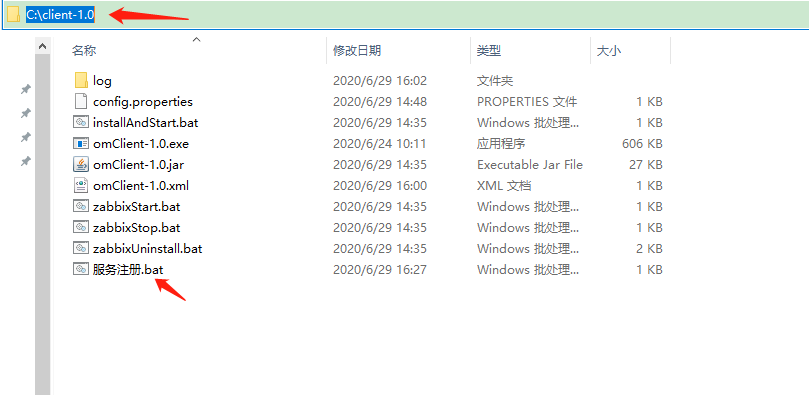 C:\client-1.0
名称 修改日期 类型 大小
log 2020/6/29 16:02 文件夹
config.properties 2020/6/29 14:48 PROPERTIES 文件 1 KB
installAndStart.bat 2020/6/29 14:35 Windows 批处理... 1 KB
omClient-1.0.exe 2020/6/24 10:11 应用程序 606 KB
omClient-1.0.jar 2020/6/29 14:35 Executable Jar File 27 KB
omClient-1.0.xml 2020/6/29 16:00 XML 文档 1 KB
zabbixStart.bat 2020/6/29 14:35 Windows 批处理... 1 KB
zabbixStop.bat 2020/6/29 14:35 Windows 批处理... 1 KB
zabbixUninstall.bat 2020/6/29 14:35 Windows 批处理... 2 KB
服务注册.bat 2020/6/29 16:27 Windows 批处理... 1 KB